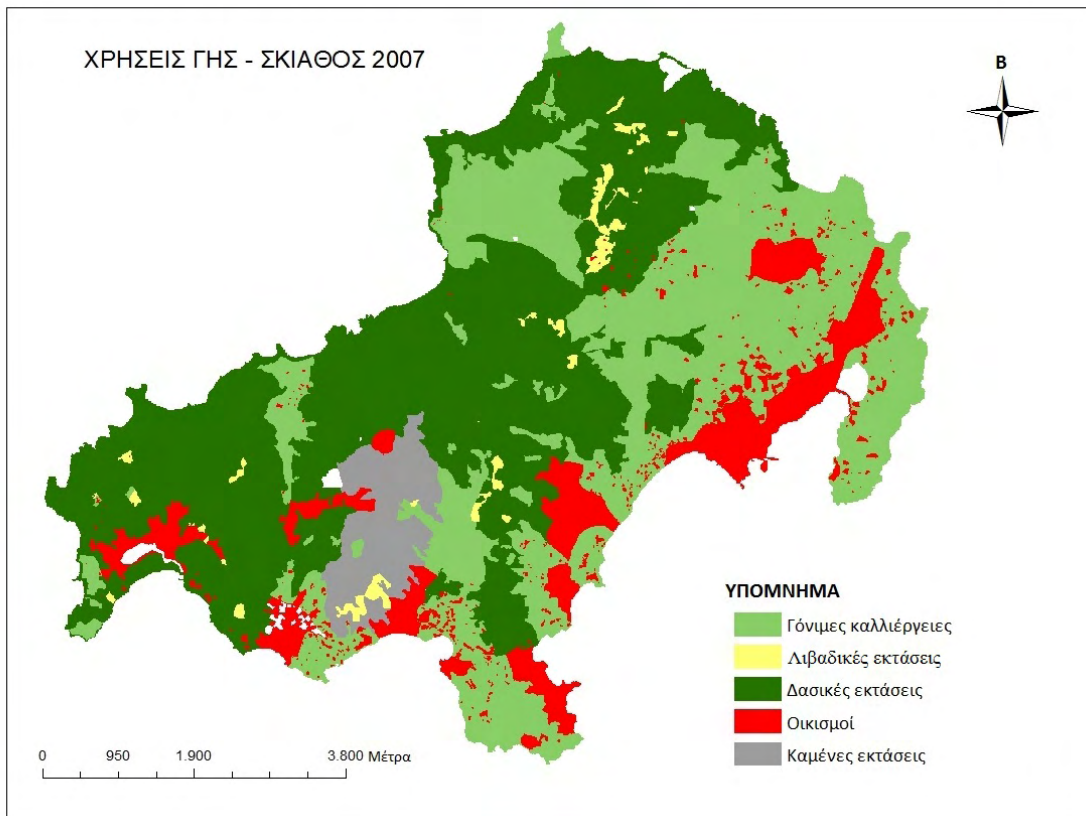 ΧΡΗΣΕΙΣ ΓΗΣ - ΣΚΙΑΘΟΣ 2007
Β
ΥΠΟΜΝΗΜΑ
Γόνιμες καλλιέργειες
Λιβαδικές εκτάσεις
Δασικές εκτάσεις
Οικισμοί
Καμένες εκτάσεις
0 950 1.900 3.800 Μέτρα